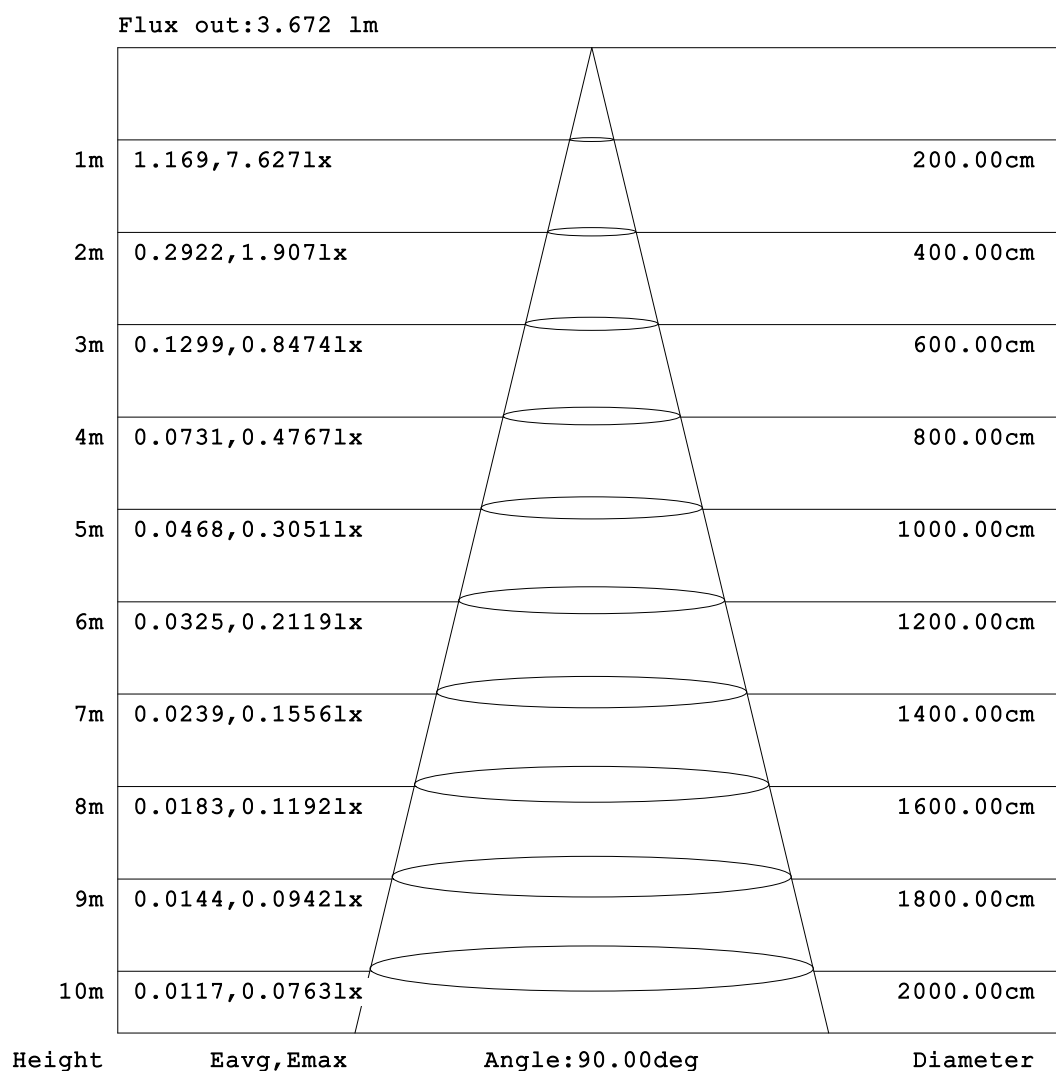 Flux out:3.672 lm
1m 1.169,7.627lx 200.00cm
2m 0.2922,1.907lx 400.00cm
3m 0.1299,0.8474lx 600.00cm
4m 0.0731,0.4767lx 800.00cm
5m 0.0468,0.3051lx 1000.00cm
6m 0.0325,0.2119lx 1200.00cm
7m 0.0239,0.1556lx 1400.00cm
8m 0.0183,0.1192lx 1600.00cm
9m 0.0144,0.0942lx 1800.00cm
10m 0.0117,0.0763lx 2000.00cm
Height Eavg,Emax Angle:90.00deg Diameter